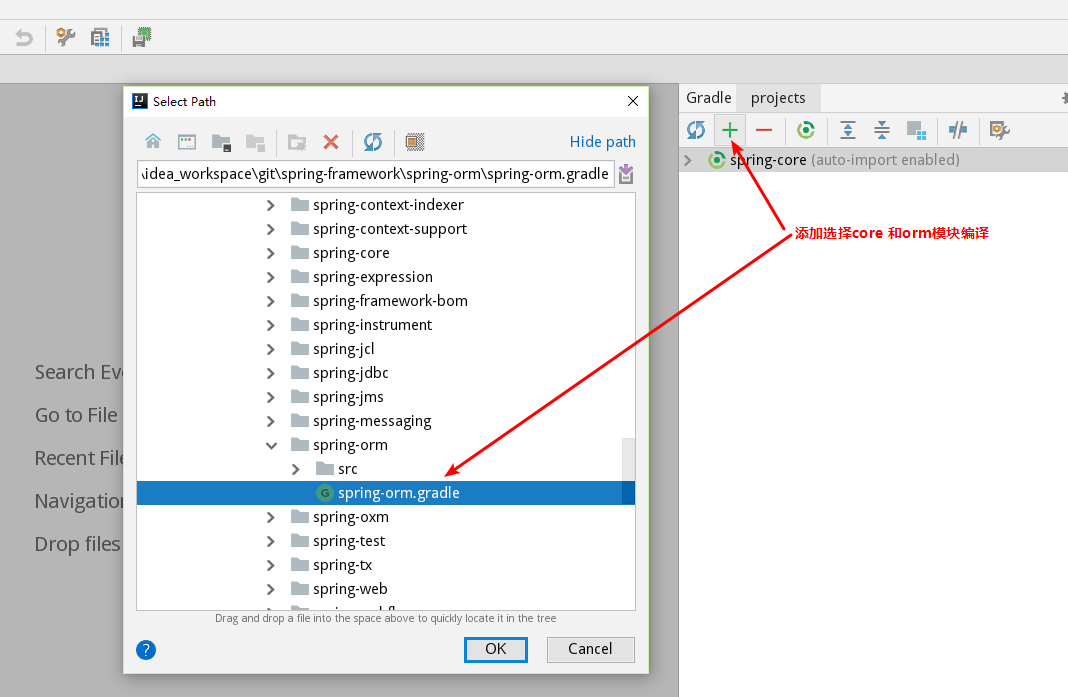 Select Path
Hide path
\idea_workspace\git\spring-framework\spring-orm\spring-orm.gradle
spring-context-indexer
spring-context-support
spring-core
spring-expression
spring-framework-bom
spring-instrument
spring-jcl
spring-jdbc
spring-jms
spring-messaging
spring-orm
src
G spring-orm.gradle
spring-oxm
spring-test
spring-tx
spring-web
Drag and drop a file into the space above to quickly locate it in the tree
? OK Cancel
Search Eve
Go to File
Recent File
Navigation
Drop files
Gradle projects
spring-core (auto-import enabled)
添加选择core 和orm模块编译